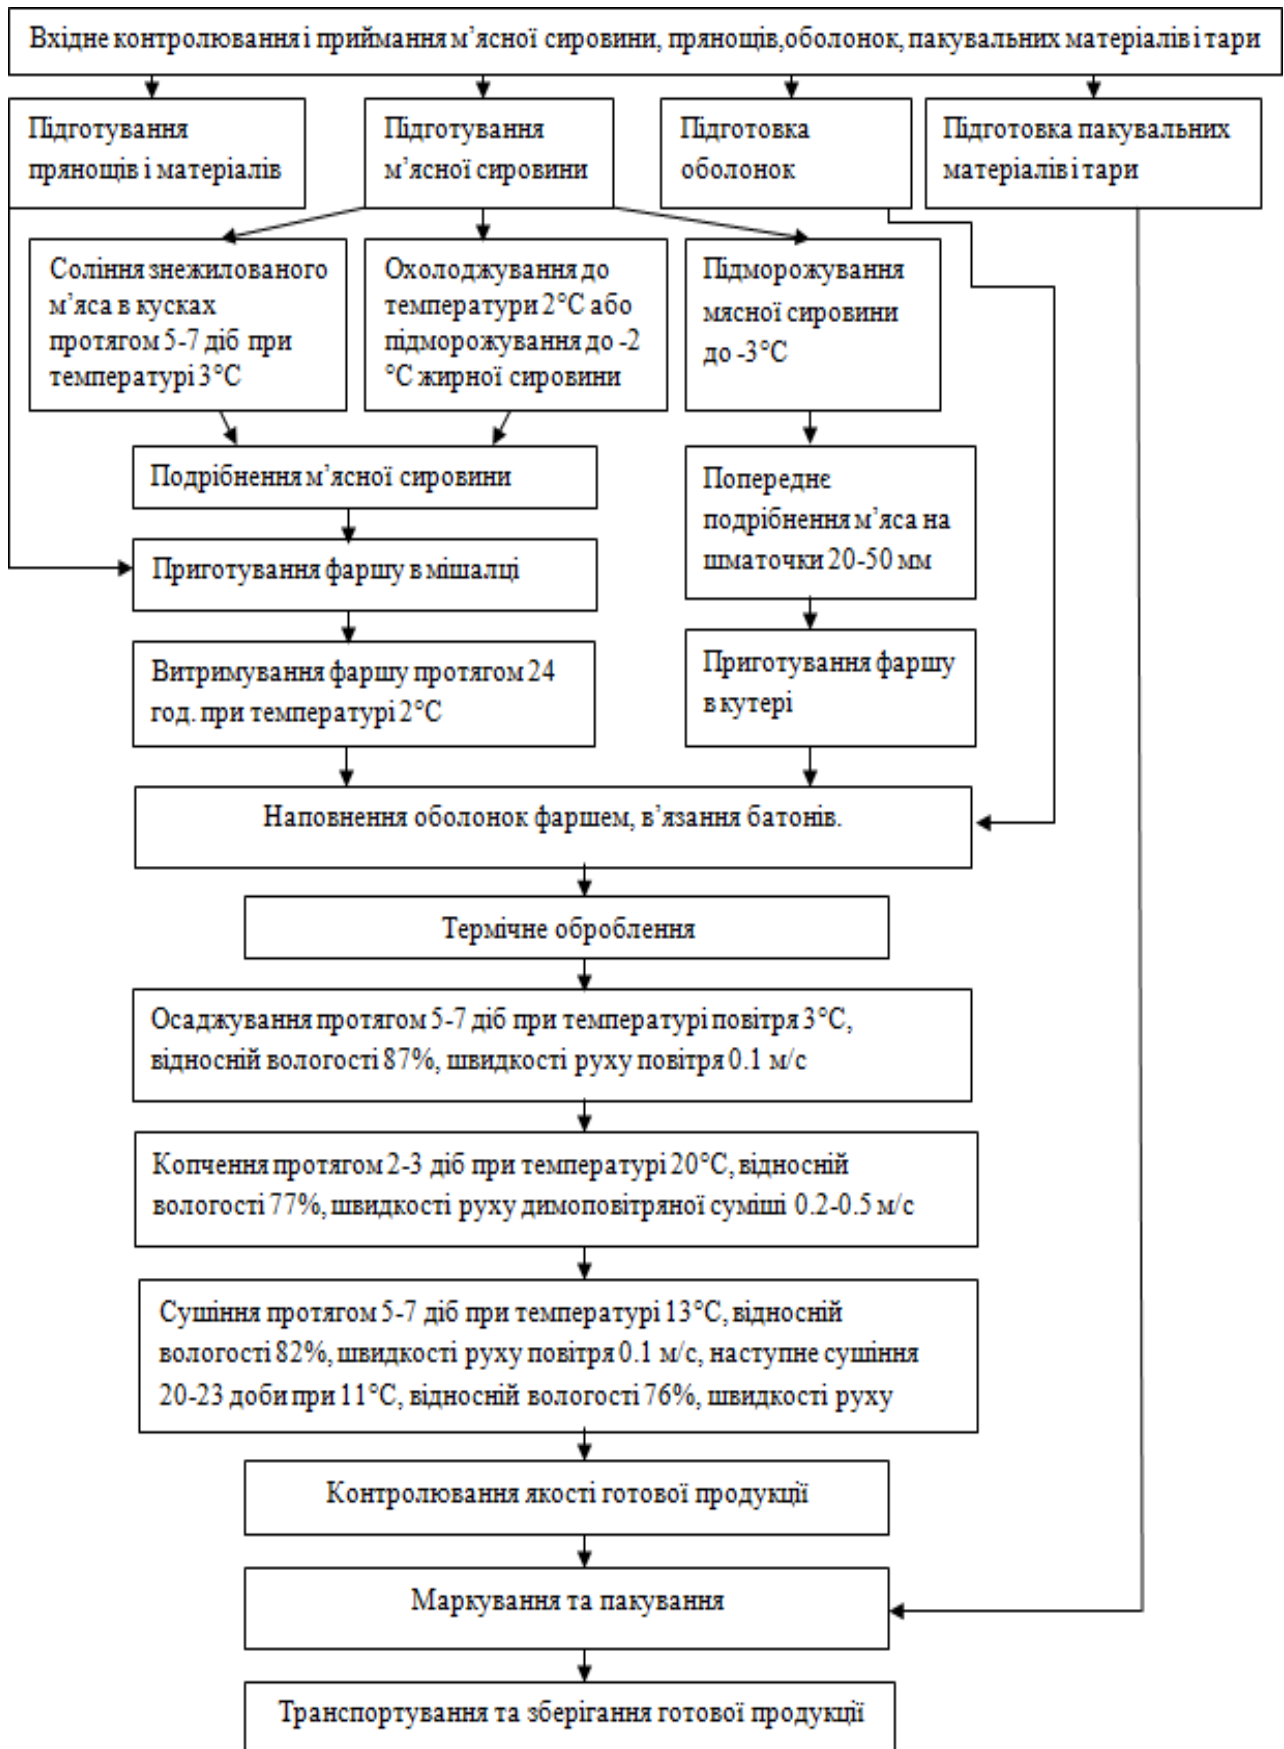 Вхідне контролювання і приймання м’ясної сировини, прянощів,оболонок, пакувальних матеріалів і тари
Підготування
прянощів і матеріалів
Підготування
м’ясної сировини
Підготовка
оболонок
Підготовка пакувальних
матеріалів і тари
Соління знежилованого
м’яса в кусках
протягом 5-7 діб при
температурі 3°С
Охолоджування до
температури 2°С або
підморожування до -2
°С жирної сировини
Підморожування
мясної сировини
до -3°С
Подрібнення м’ясної сировини
Попереднє
подрібнення м’яса на
шматочки 20-50 мм
Приготування фаршу в мішалці
Витримування фаршу протягом 24
год. при температурі 2°С
Приготування фаршу
в кутері
Наповнення оболонок фаршем, в’язання батонів.
Термічне оброблення
Осаджування протягом 5-7 діб при температурі повітря 3°С,
відносній вологості 87%, швидкості руху повітря 0.1 м/с
Копчення протягом 2-3 діб при температурі 20°С, відносній
вологості 77%, швидкості руху димоповітряної суміші 0.2-0.5 м/с
Сушіння протягом 5-7 діб при температурі 13°С, відносній
вологості 82%, швидкості руху повітря 0.1 м/с, наступне сушіння
20-23 доби при 11°С, відносній вологості 76%, швидкості руху
Контролювання якості готової продукції
Маркування та пакування
Транспортування та зберігання готової продукції